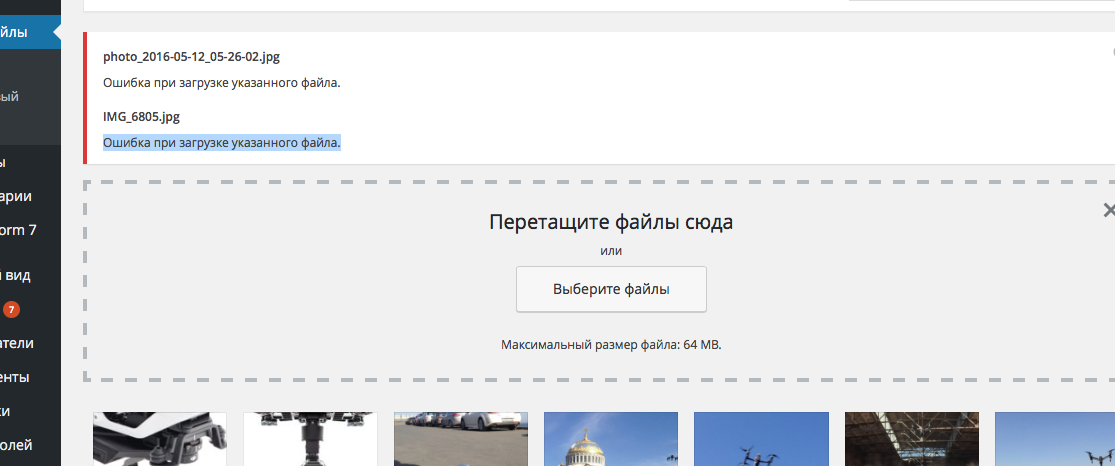 йлы
вый
ы
арии
orm 7
й вид
7
атели
енты
ки
олей
photo_2016-05-12_05-26-02.jpg
Ошибка при загрузке указанного файла.
IMG_6805.jpg
Ошибка при загрузке указанного файла.
Перетащите файлы сюда
или
Выберите файлы
Максимальный размер файла: 64 MB.